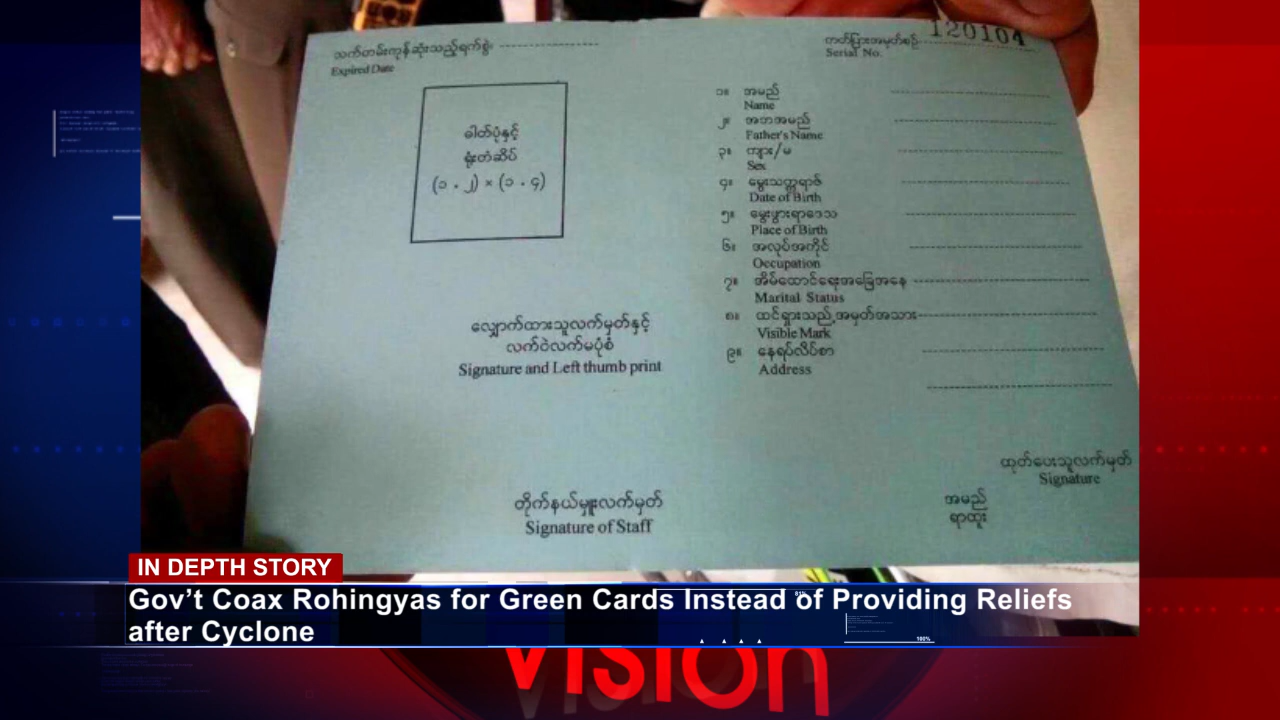 သက်တမ်းကုန်ဆုံးသည့်ရက်စွဲ
Expired Date
ဓါတ်ပုံနှင့်
ရုံးတံဆိပ်
(၁.၂) × (၁.၄)
လျှောက်ထားသူလက်မှတ်နှင့်
လက်ဝဲလက်မပုံစံ
Signature and Left thumb print
တိုက်နယ်မှူးလက်မှတ်
Signature of Staff
ကတ်ပြားအမှတ်စဉ် 120104
Serial No.
၁။ အမည်
Name
၂။ အဘအမည်
Father's Name
၃။ ကျား/မ
Sex
၄။ မွေးသက္ကရာဇ်
Date of Birth
၅။ မွေးဖွားရာဒေသ
Place of Birth
၆။ အလုပ်အကိုင်
Occupation
၇။ အိမ်ထောင်ရေးအခြေအနေ
Marital Status
၈။ ထင်ရှားသည့်အမှတ်အသား
Visible Mark
၉။ နေရပ်လိပ်စာ
Address
ထုတ်ပေးသူလက်မှတ်
Signature
အမည်
ရာထူး
IN DEPTH STORY
Gov't Coax Rohingyas for Green Cards Instead of Providing Reliefs
after Cyclone
81%
100%
VISION